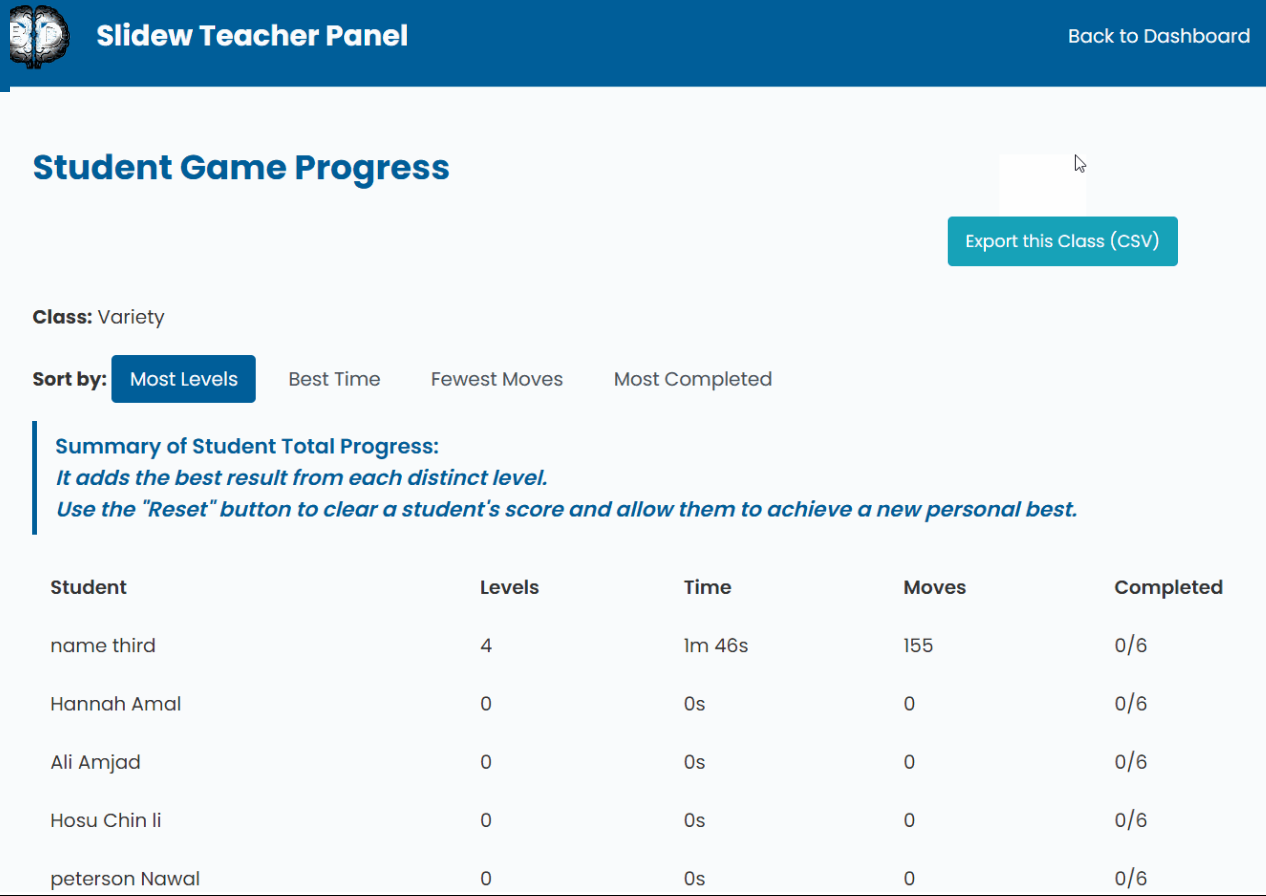 BD
Slidew Teacher Panel
Back to Dashboard
Student Game Progress
Export this Class (CSV)
Class: Variety
Sort by: Most Levels Best Time Fewest Moves Most Completed
Summary of Student Total Progress:
It adds the best result from each distinct level.
Use the "Reset" button to clear a student's score and allow them to achieve a new personal best.
Student Levels Time Moves Completed
name third 4 1m 46s 155 0/6
Hannah Amal 0 0s 0 0/6
Ali Amjad 0 0s 0 0/6
Hosu Chin li 0 0s 0 0/6
peterson Nawal 0 0s 0 0/6